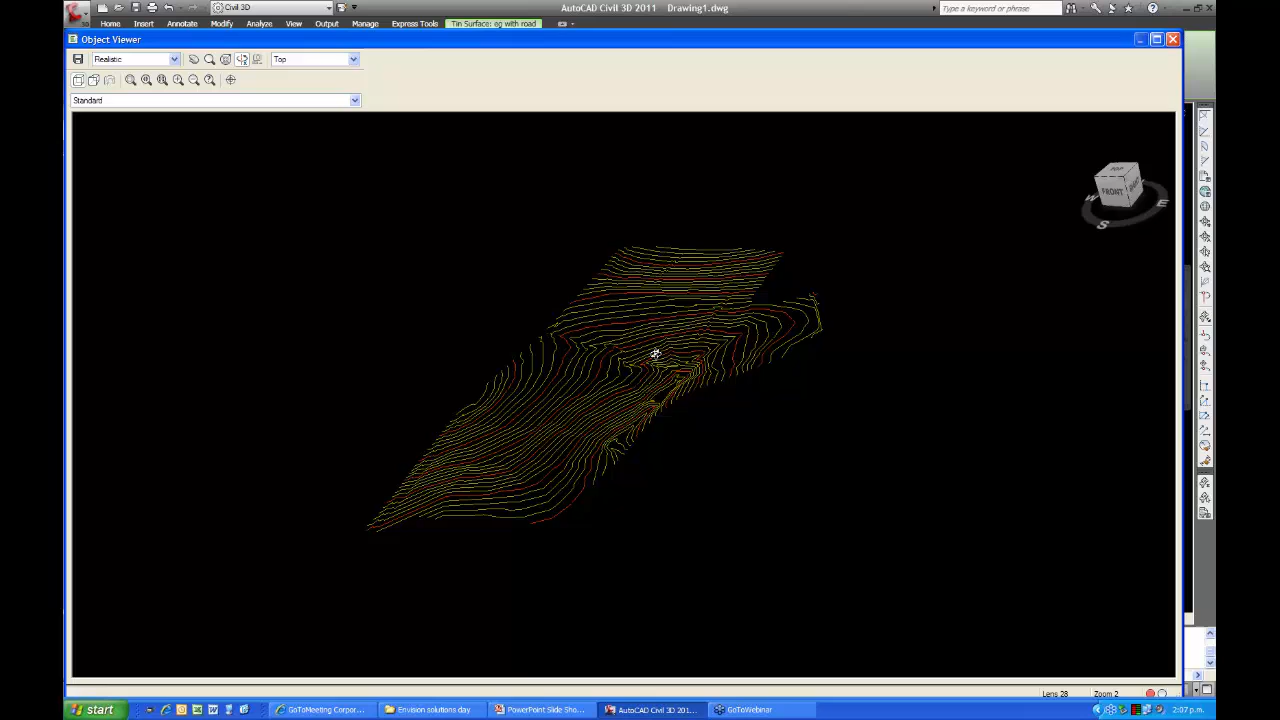 Civil 3D
AutoCAD Civil 3D 2011 Drawing1.dwg
Type a keyword or phrase
Home Insert Annotate Modify Analyze View Output Manage Express Tools Tin Surface: eg with road
Object Viewer
Realistic Top
Standard
TOP
FRONT
W
E
S
Lens 28 Zoom 2
start GoToMeeting Corpor... Envision solutions day PowerPoint Slide Sho... AutoCAD Civil 3D 201... GoToWebinar 2:07 p.m.